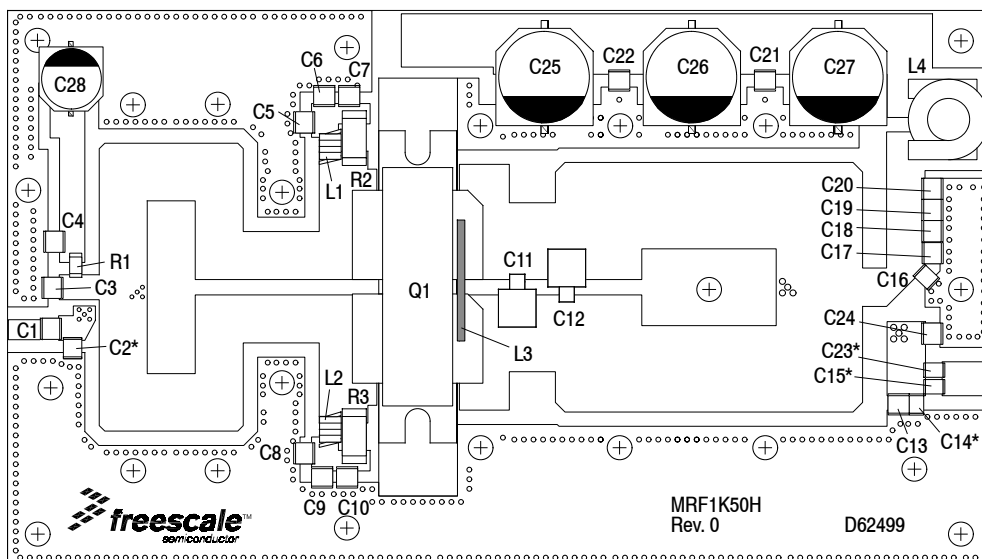 C28
C6
C7
C5
L1
R2
C25
C22
C26
C21
C27
L4
C4
R1
C3
C1
C2*
Q1
C11
C12
L3
C20
C19
C18
C17
C16
C24
C23*
C15*
C13
C14*
L2
R3
C8
C9
C10
freescale™
semiconductor
MRF1K50H
Rev. 0
D62499